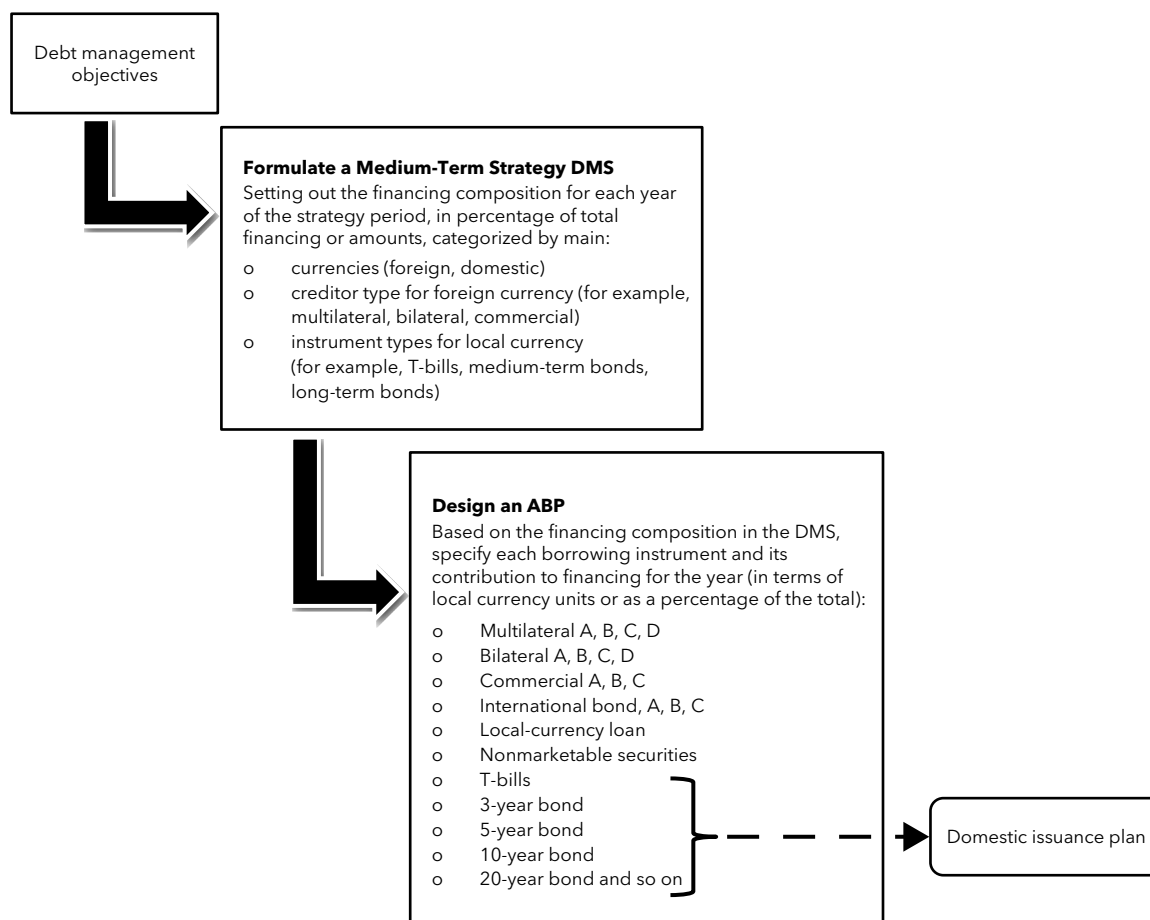 Debt management
objectives
Formulate a Medium-Term Strategy DMS
Setting out the financing composition for each year
of the strategy period, in percentage of total
financing or amounts, categorized by main:
o currencies (foreign, domestic)
o creditor type for foreign currency (for example,
multilateral, bilateral, commercial)
o instrument types for local currency
(for example, T-bills, medium-term bonds,
long-term bonds)
Design an ABP
Based on the financing composition in the DMS,
specify each borrowing instrument and its
contribution to financing for the year (in terms of
local currency units or as a percentage of the total):
o Multilateral A, B, C, D
o Bilateral A, B, C, D
o Commercial A, B, C
o International bond, A, B, C
o Local-currency loan
o Nonmarketable securities
o T-bills
o 3-year bond
o 5-year bond
o 10-year bond
o 20-year bond and so on
Domestic issuance plan